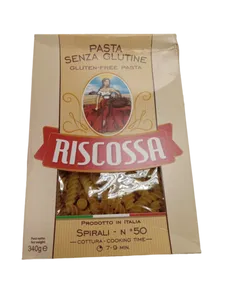 PASTA
SENZA GLUTINE
GLUTEN-FREE PASTA
RISCOSSA
PRODOTTO IN ITALIA
SPIRALI - N°50
COTTURA - COOKING TIME
7-9 MIN.
340g e